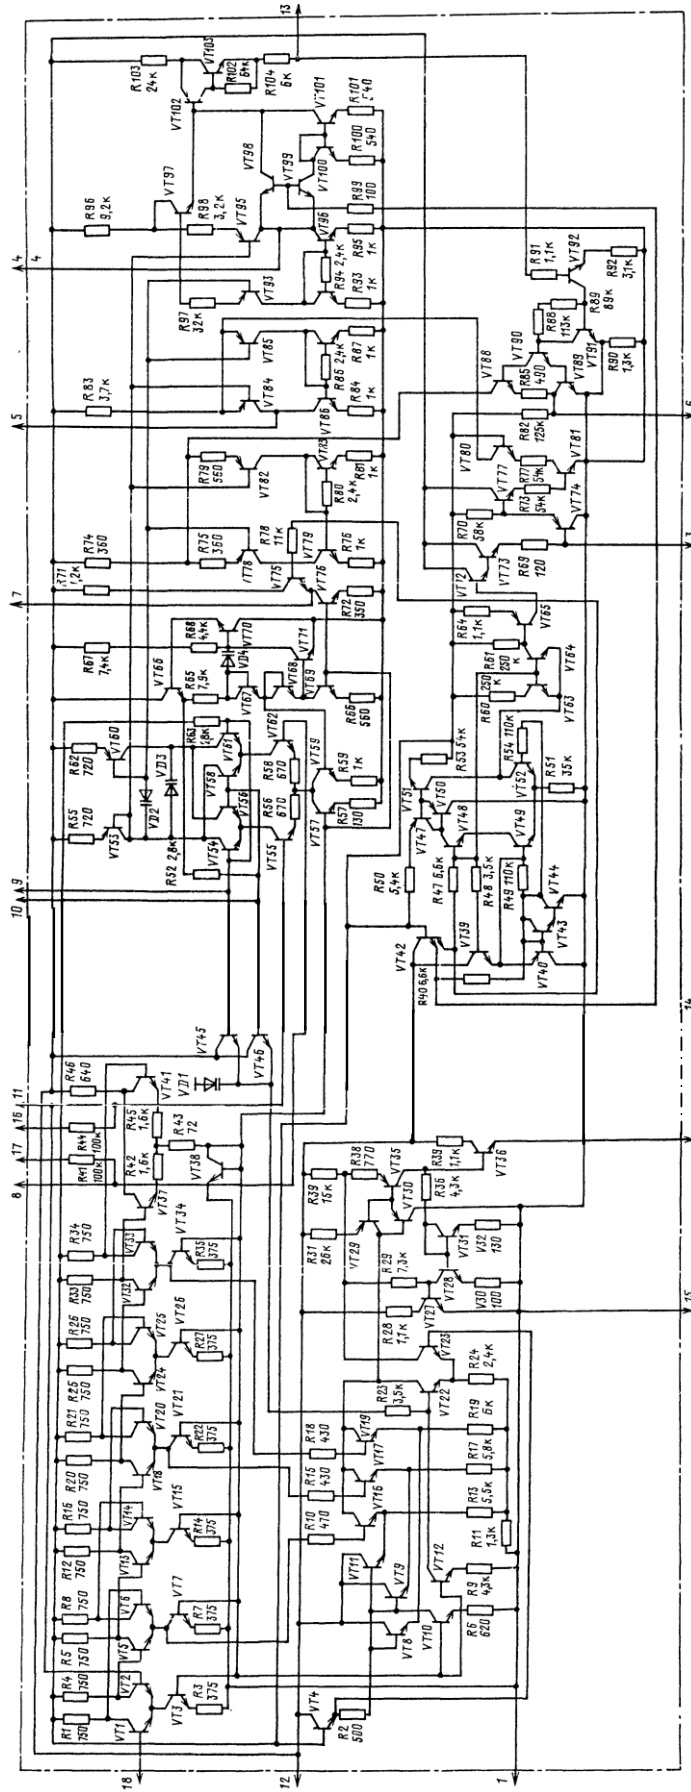 18
12
1
8
17
16
11
10
9
7
5
4
4
13
6
3
14
15
R1
750
R4
750
VT1
VT2
VT3
R3
375
R5
750
R8
750
VT5
VT6
VT7
R7
375
R12
750
R16
750
VT13
VT14
VT15
R14
375
R20
750
R21
750
VT18
VT20
VT21
R22
375
R25
750
R26
750
VT24
VT25
VT26
R27
375
R33
750
R34
750
VT32
VT33
VT34
R35
375
VT37
R41
100к
R44
100к
R42
1,6к
R45
1,6к
R43
72
VT38
VT41
R46
640
VD1
VT45
VT46
R55
720
R62
720
VT53
VT60
VD2
VD3
R52 2,8к
VT54
VT56
VT58
VT61
VT55
R56
670
R58
670
VT62
VT57
VT59
R57
130
R59
1к
R67
7,4к
VT66
R65
7,9к
R68
4,4к
VT67
VD4
VT70
VT68
VT71
VT69
R66
560
R74
360
R75
360
VT75
R78
11к
VT76
VT79
R72
350
R76
1к
R79
560
VT82
R80
2,4к
1к
R83
3,7к
VT84
VT85
VT86
R86
2,4к
R84
1к
R87
1к
R96
9,2к
R97
32к
VT93
VT97
R98
3,2к
VT95
VT98
VT99
VT96
R94 2,4к
R93
1к
R95
1к
R99
100
VT100
R100
540
VT101
R101
R103
24к
VT102
VT103
R102
R104
6к
VT4
R2
500
VT8
VT9
VT10
VT11
VT12
R6
620
R9
4,3к
R11
1,3к
R10
470
R15
430
R18
430
VT16
VT17
VT19
R13
5,5к
R17
5,8к
R19
6к
R23
3,5к
VT22
VT23
R24
2,4к
R28
1,1к
VT27
VT28
R29
7,3к
V30
100
V32
130
VT31
R31
26к
VT29
VT30
R39
15к
R38
770
VT35
R36
4,3к
R39
1,1к
VT36
VT42
R40 6,6к
VT39
VT40
VT43
VT44
R50
5,4к
R47 6,6к
R48 3,5к
R49 110к
VT47
VT48
VT49
VT50
VT51
VT52
R53 54к
R54 110к
R51
35к
R60
250к
R61
250к
R64
1,1к
VT63
VT64
VT65
VT72
VT73
R69
120
R70
58к
R73
54к
VT74
VT77
R77
54к
VT80
VT81
R82
125к
R85
490
VT88
VT89
VT90
VT91
R88
113к
R89
89к
R90
1,3к
R91
1,1к
VT92
R92
3,1к